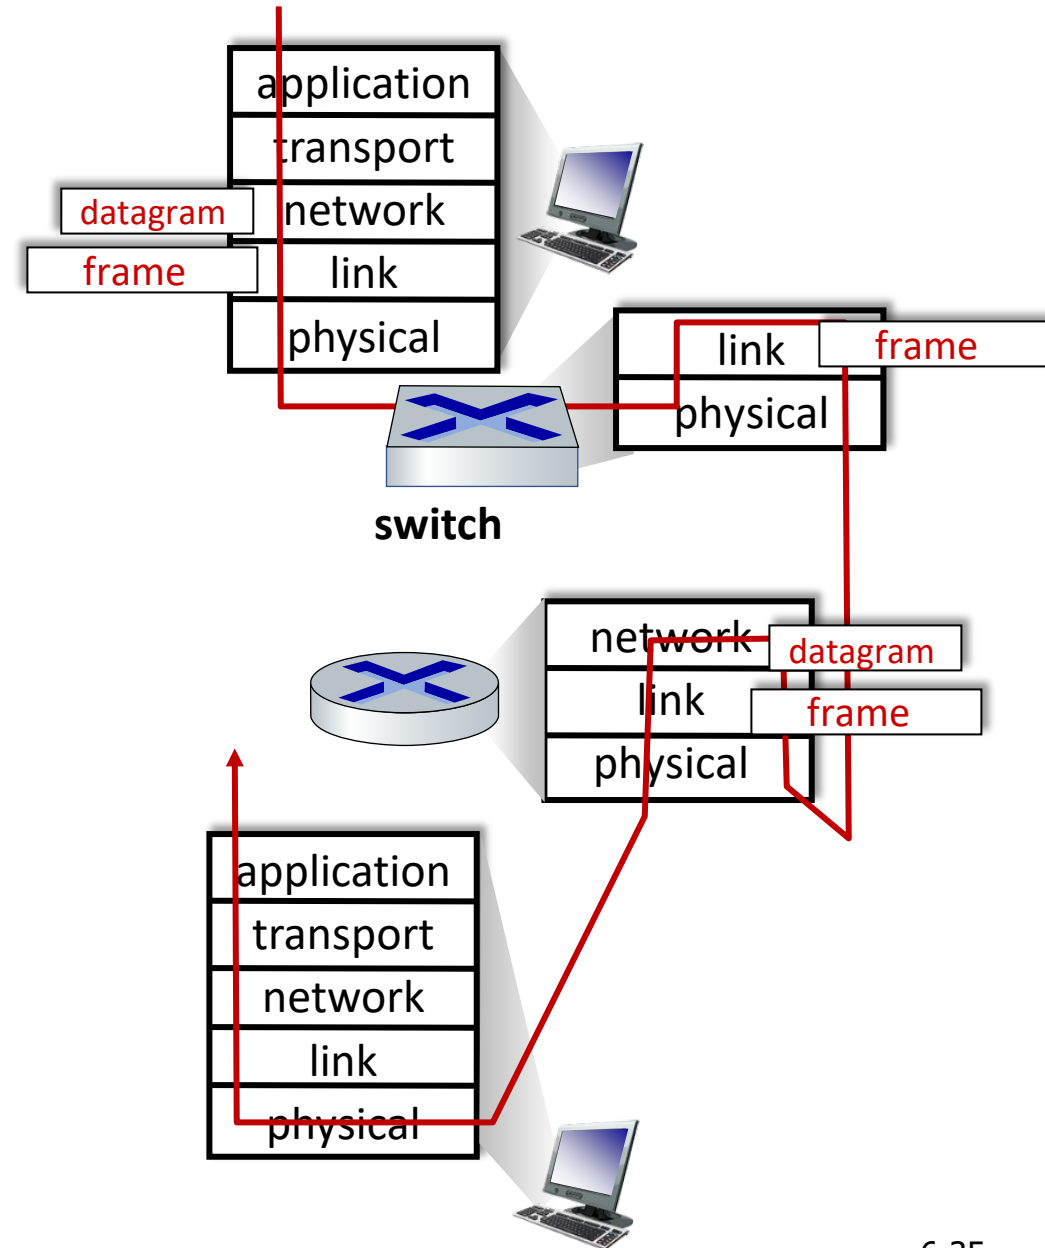 application
transport
datagram
network
frame
link
physical
link
frame
physical
switch
network
datagram
link
frame
physical
application
transport
network
link
physical